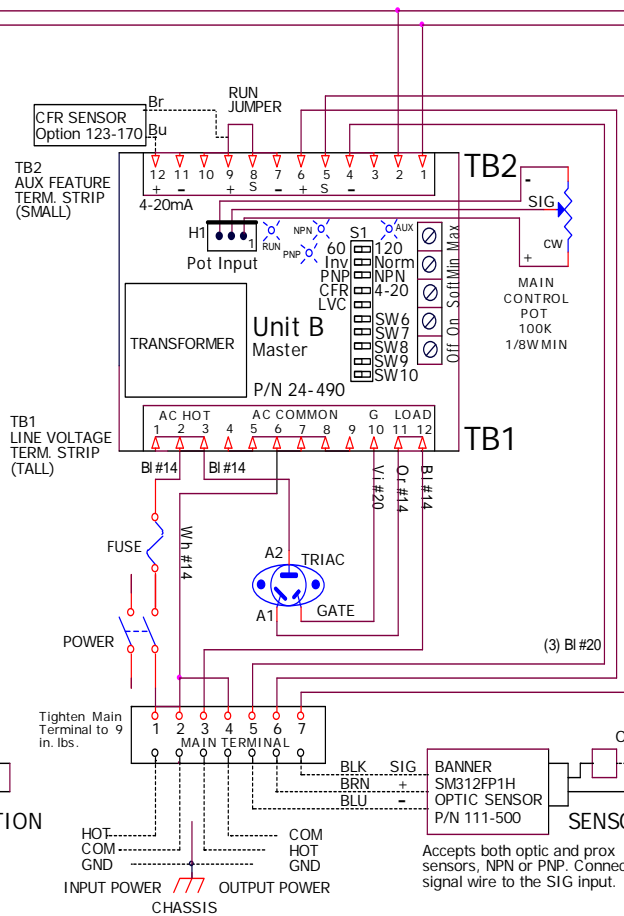 RUN
JUMPER
Br
CFR SENSOR
Option 123-170
Bu
TB2
AUX FEATURE
TERM. STRIP
(SMALL)
12 11 10 9 8 7 6 5 4 3 2 1
+ – + S – + S –
4-20mA
TB2
-
SIG
CW
+
MAIN
CONTROL
POT
100K
1/8W MIN
H1
1
Pot Input
RUN
NPN
PNP
AUX
S1
60 120
Inv Norm
PNP NPN
CFR 4-20
LVC
SW6
SW7
SW8
SW9
SW10
Off On Soft Min Max
TRANSFORMER
Unit B
Master
P/N 24-490
TB1
LINE VOLTAGE
TERM. STRIP
(TALL)
AC HOT AC COMMON G LOAD
1 2 3 4 5 6 7 8 9 10 11 12
TB1
Bl #14
Bl #14
Vi #20
Or #14
Bl #14
Wh #14
FUSE
A2
TRIAC
A1
GATE
POWER
(3) Bl #20
Tighten Main
Terminal to 9
in. lbs.
1 2 3 4 5 6 7
MAIN TERMINAL
BLK SIG
BRN +
BLU –
BANNER
SM312FP1H
OPTIC SENSOR
P/N 111-500
TION
SENSO
HOT
COM
GND
COM
HOT
GND
INPUT POWER
OUTPUT POWER
CHASSIS
Accepts both optic and prox
sensors, NPN or PNP. Connec
signal wire to the SIG input.